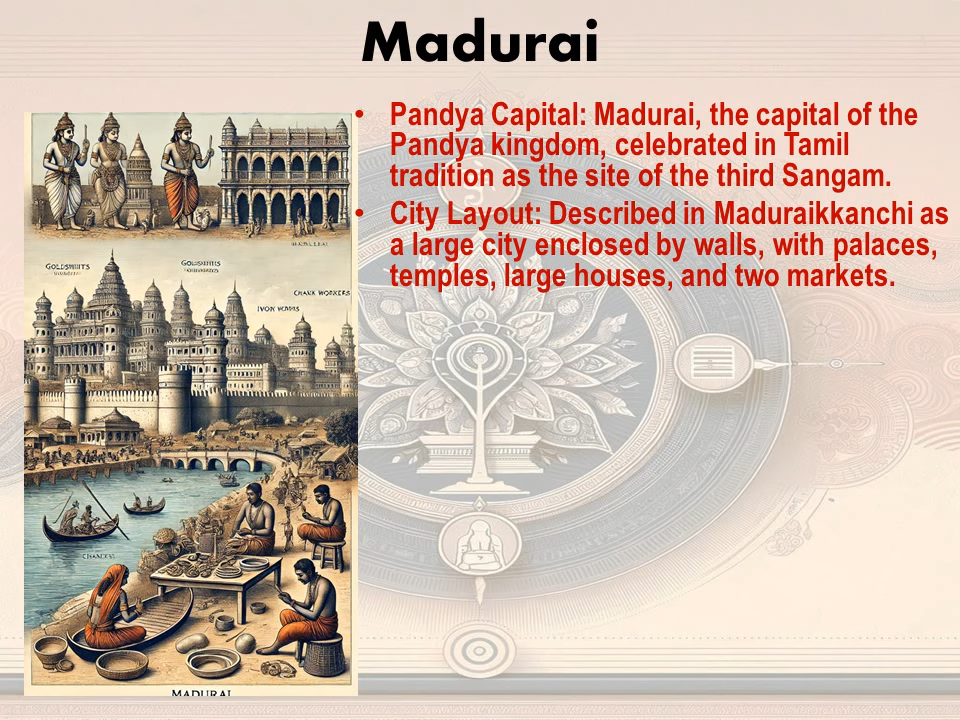 Madurai
• Pandya Capital: Madurai, the capital of the
Pandya kingdom, celebrated in Tamil
tradition as the site of the third Sangam.
• City Layout: Described in Maduraikkanchi as
a large city enclosed by walls, with palaces,
temples, large houses, and two markets.
GOLDSMIITS
GOLDSMIITS
CHANK WORKERS
MADURAI